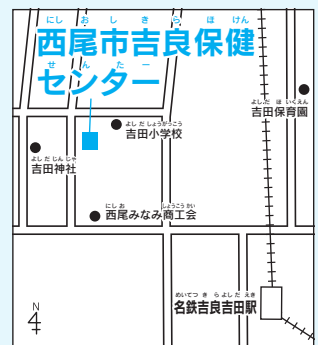 にし お し き ら ほ けん
西尾市吉良保健
せ ん た ー
センター
よし だ ほ いくえん
吉田保育園
よし だ しょうがっこう
吉田小学校
よし だ じん じゃ
吉田神社
にし お しょうこう かい
西尾みなみ商工会
めいてつ き ら よし だ えき
名鉄吉良吉田駅
N